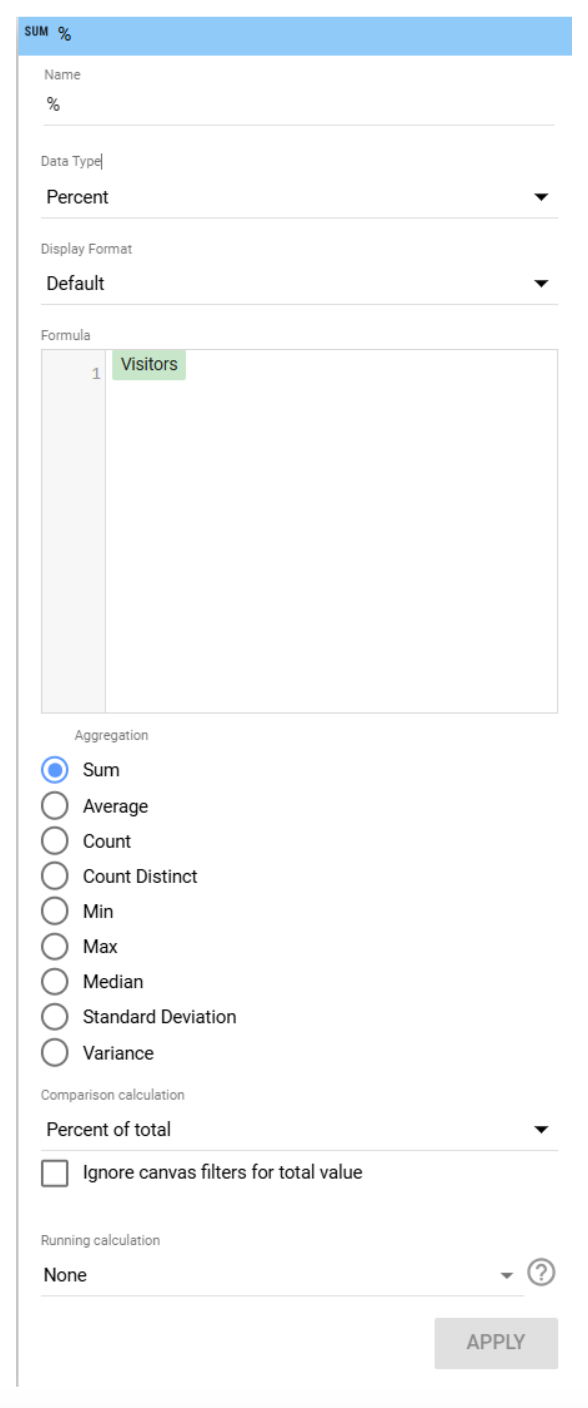 SUM %
Name
%
Data Type
Percent
Display Format
Default
Formula
1 Visitors
Aggregation
Sum
Average
Count
Count Distinct
Min
Max
Median
Standard Deviation
Variance
Comparison calculation
Percent of total
Ignore canvas filters for total value
Running calculation
None ?
APPLY